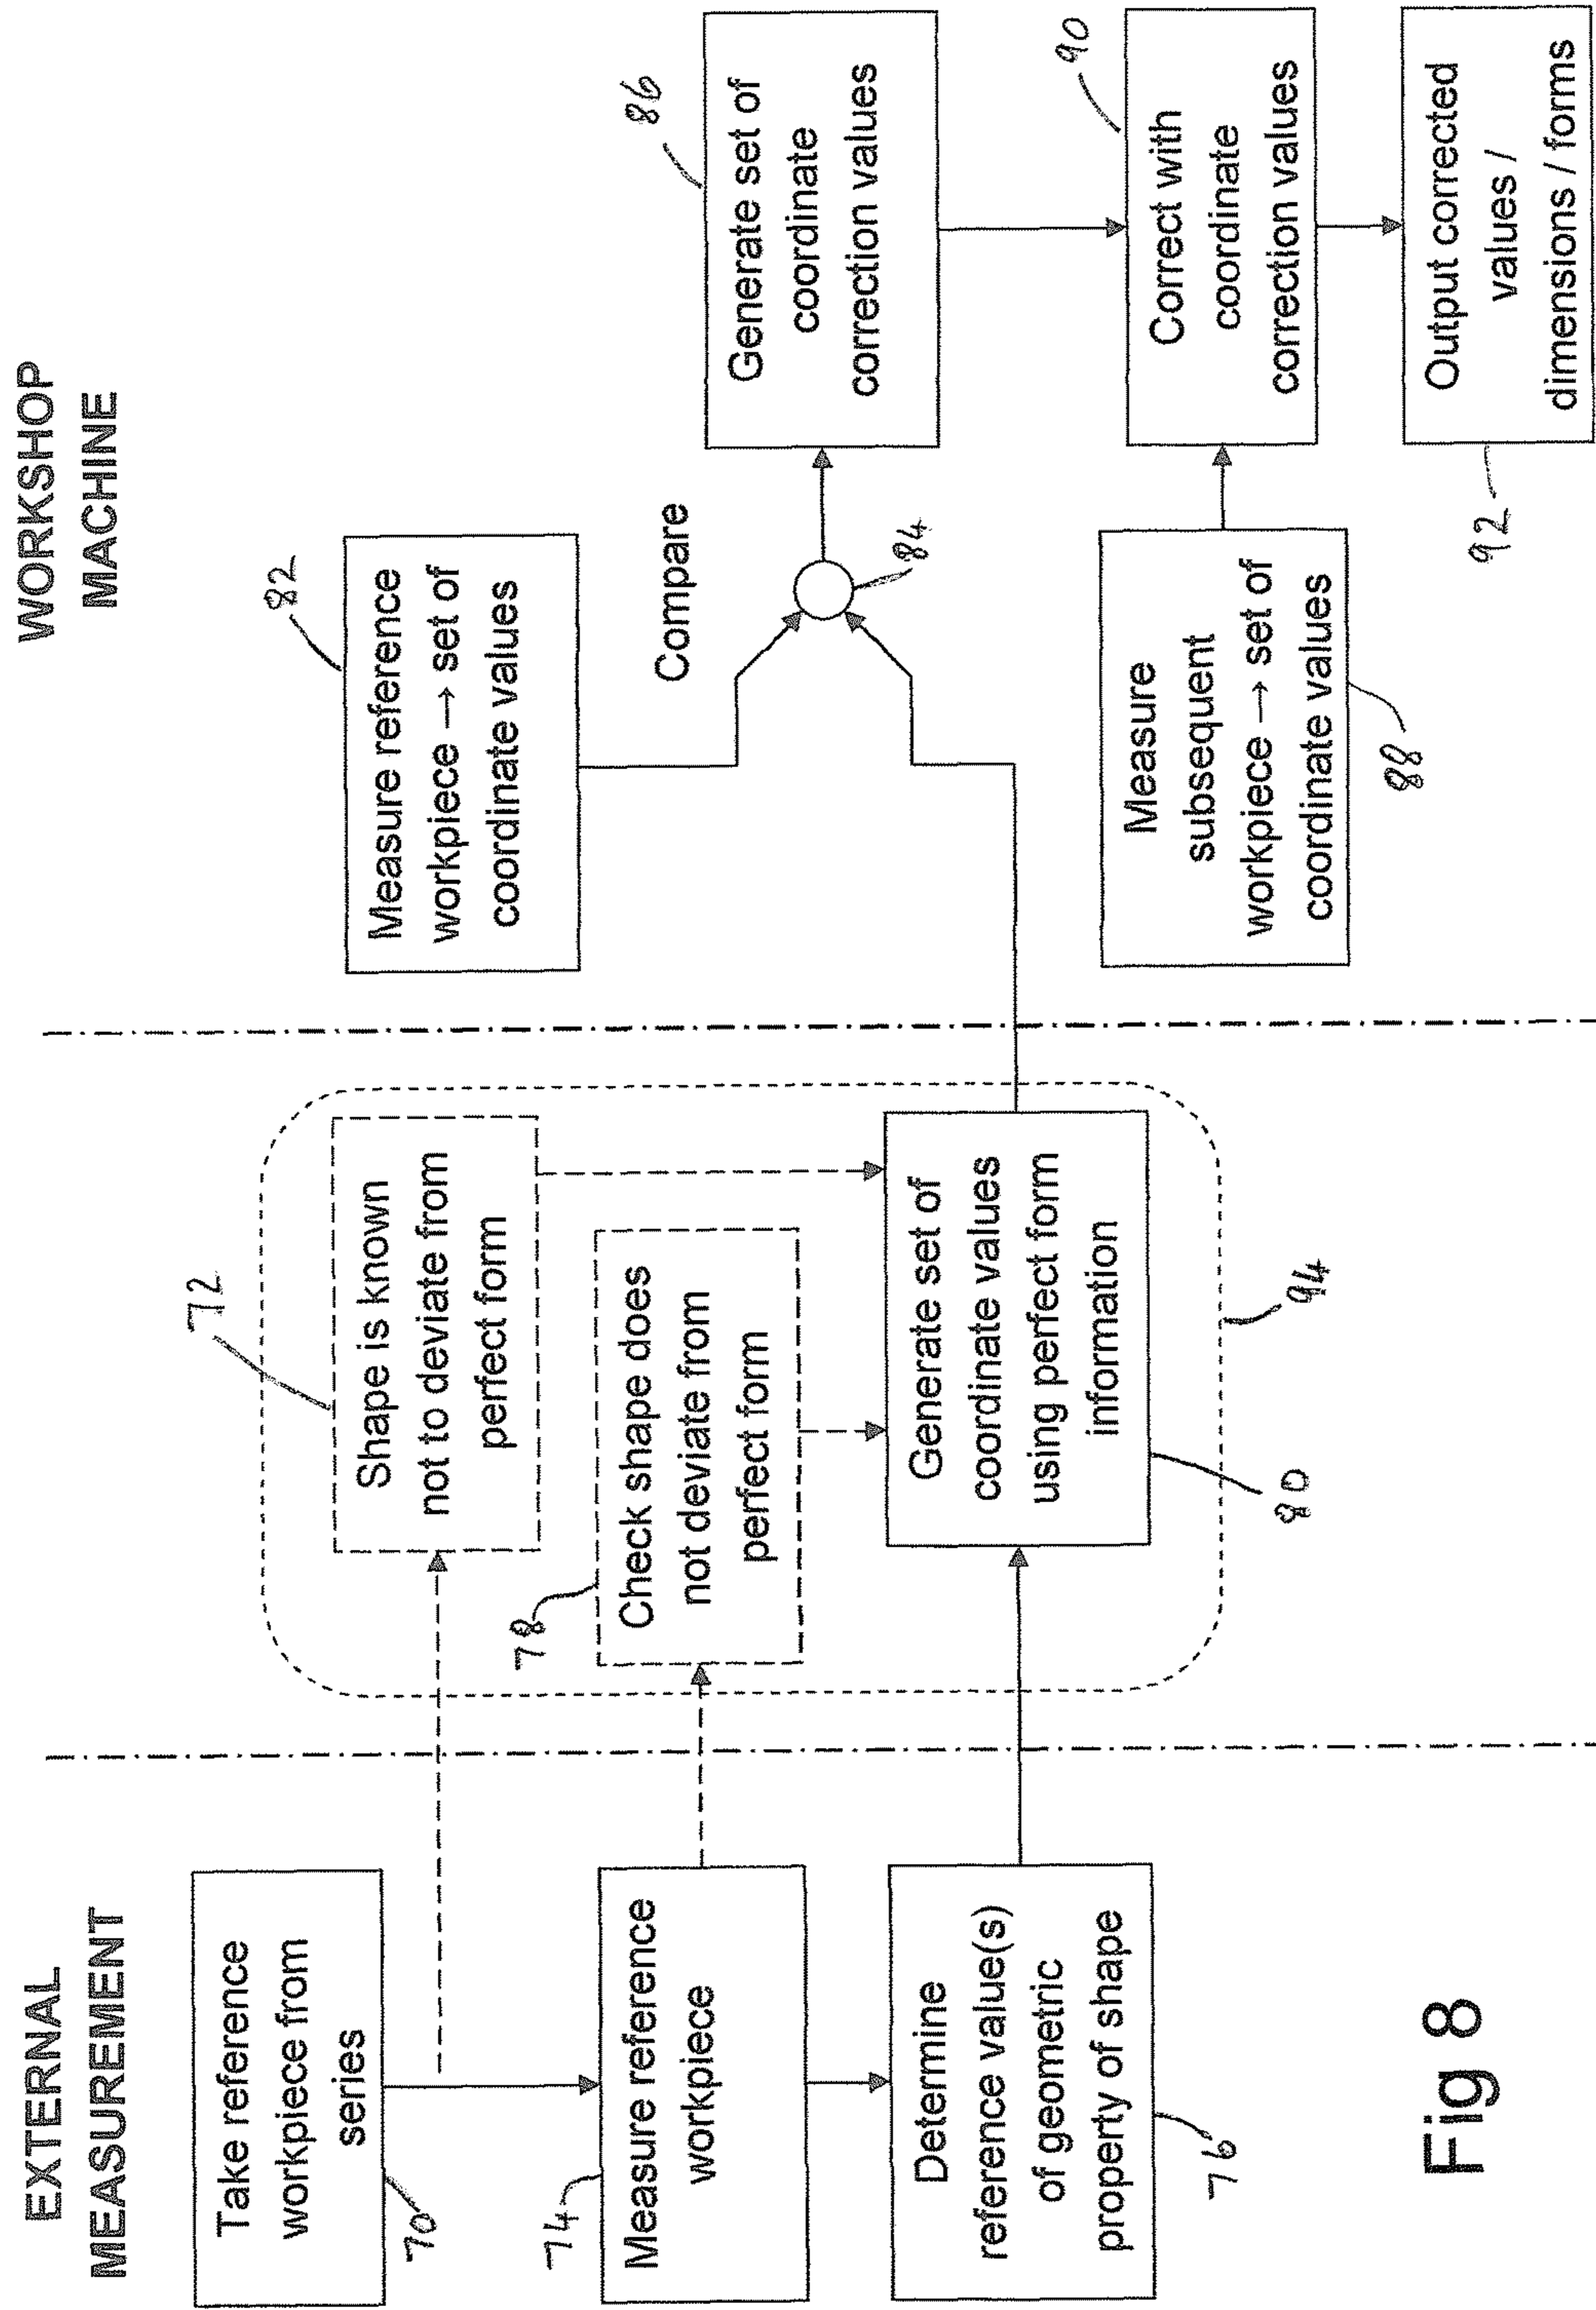 EXTERNAL
MEASUREMENT
Take reference
workpiece from
series
70
74
Measure reference
workpiece
Determine
reference value(s)
of geometric
property of shape
76
72
Shape is known
not to deviate from
perfect form
78
Check shape does
not deviate from
perfect form
Generate set of
coordinate values
using perfect form
information
80
94
WORKSHOP
MACHINE
82
Measure reference
workpiece → set of
coordinate values
Compare
84
86
Generate set of
coordinate
correction values
Measure
subsequent
workpiece → set of
coordinate values
88
90
Correct with
coordinate
correction values
92
Output corrected
values /
dimensions / forms
Fig 8